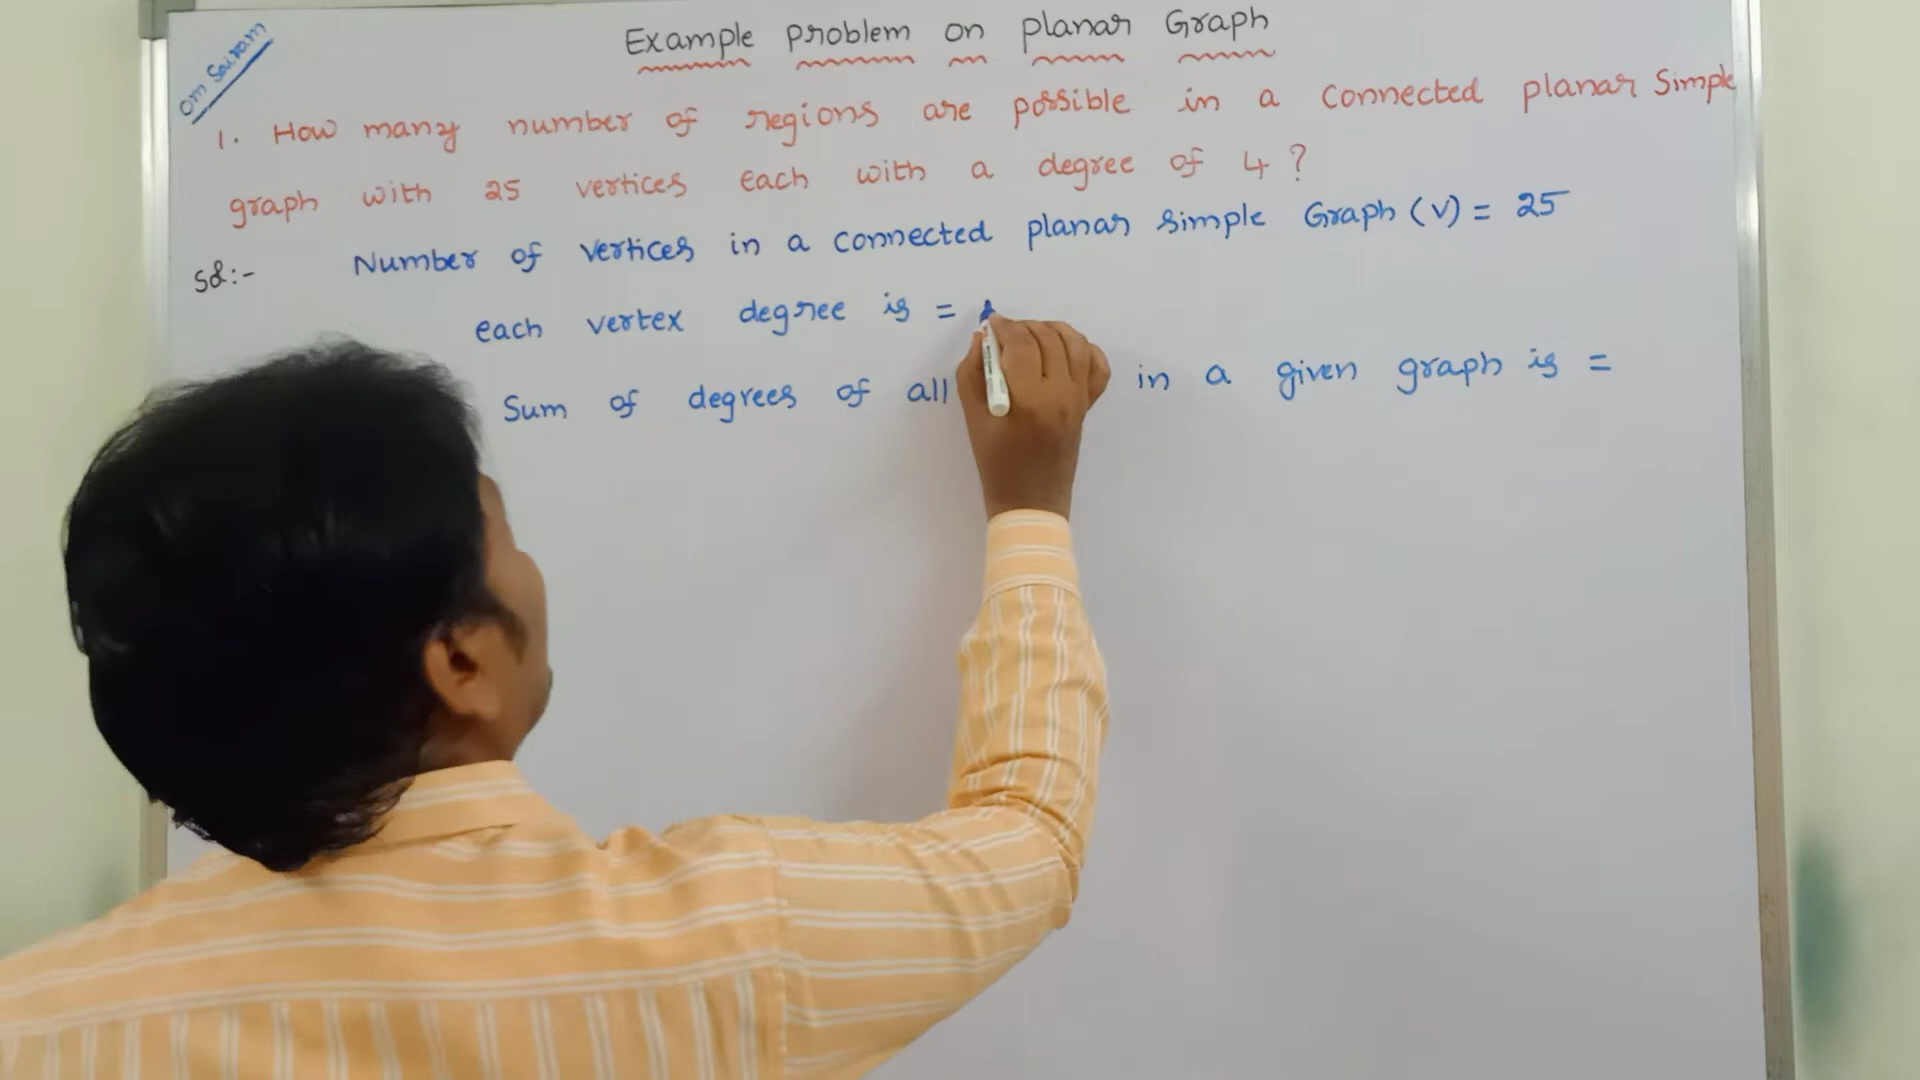 Om Sairam
Example problem on planar Graph
1. How many number of regions are possible in a connected planar Simple
graph with 25 vertices each with a degree of 4 ?
Sol:- Number of vertices in a connected planar simple Graph (V) = 25
each vertex degree is =
Sum of degrees of all in a given graph is =